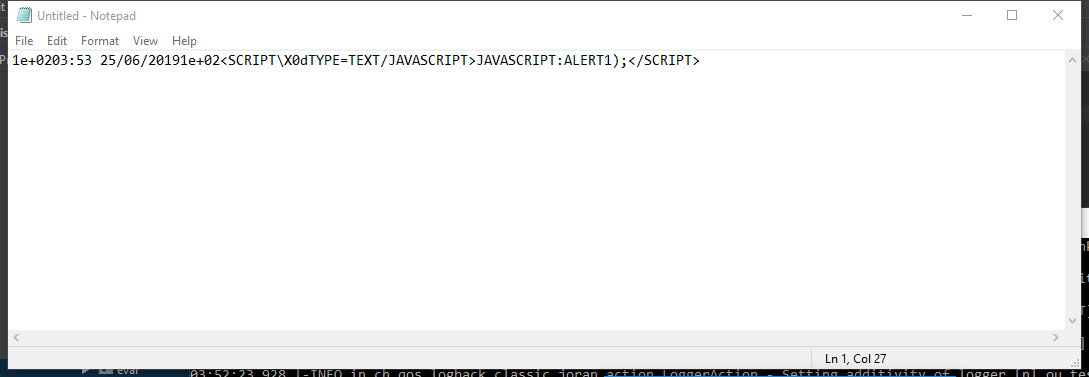 Untitled - Notepad
File Edit Format View Help
1e+0203:53 25/06/20191e+02<SCRIPT\X0dTYPE=TEXT/JAVASCRIPT>JAVASCRIPT:ALERT1);</SCRIPT>
Ln 1, Col 27
eval
03:52:23,928 |-INFO in ch.qos.logback.classic.joran.action.LoggerAction - Setting additivity of logger